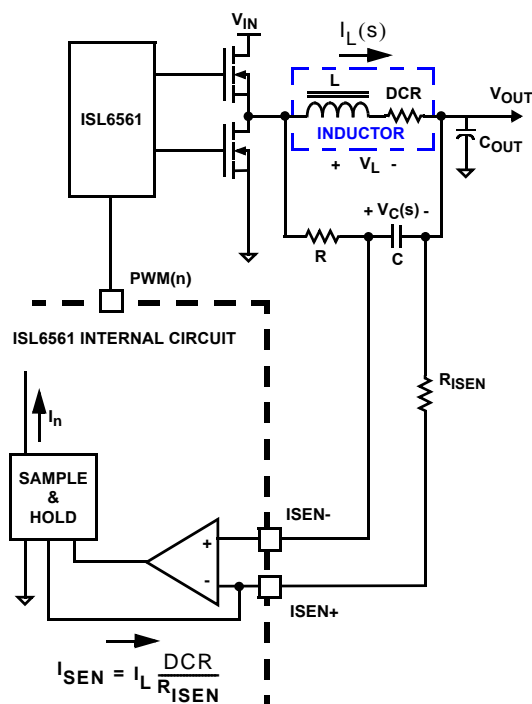 V_IN
I_L(s)
ISL6561
L
DCR
V_OUT
INDUCTOR
C_OUT
+ V_L -
+ V_C(s) -
R
C
PWM(n)
ISL6561 INTERNAL CIRCUIT
R_ISEN
I_n
SAMPLE
&
HOLD
ISEN-
+
-
ISEN+
I_SEN = I_L DCR
R_ISEN